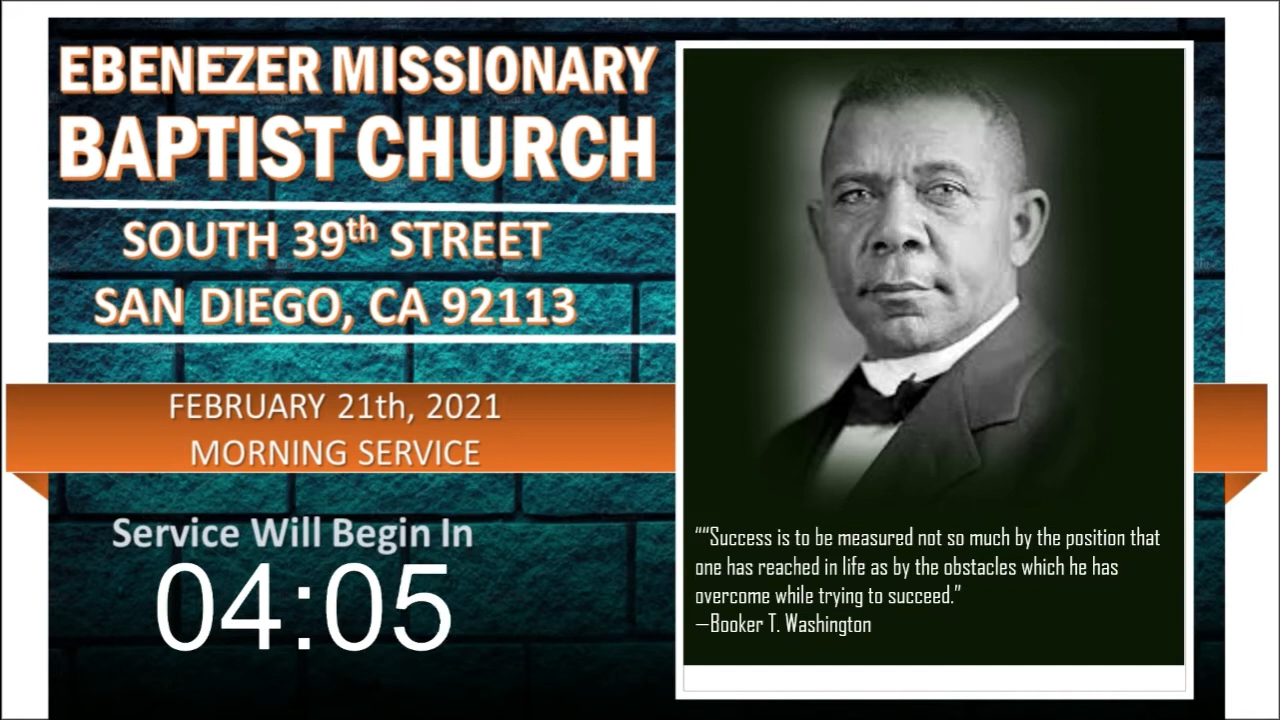 EBENEZER MISSIONARY
BAPTIST CHURCH
SOUTH 39th STREET
SAN DIEGO, CA 92113
FEBRUARY 21th, 2021
MORNING SERVICE
Service Will Begin In
04:05
““Success is to be measured not so much by the position that
one has reached in life as by the obstacles which he has
overcome while trying to succeed.”
—Booker T. Washington